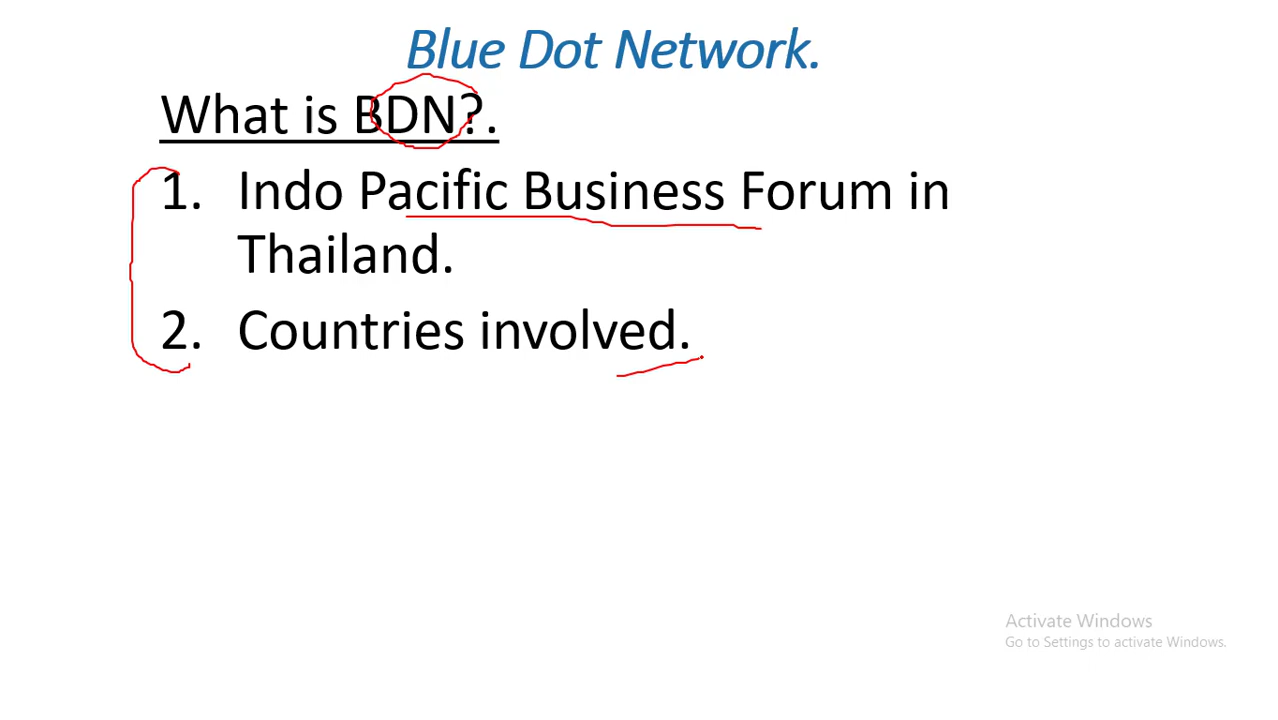 Blue Dot Network.
What is BDN?.
1. Indo Pacific Business Forum in
Thailand.
2. Countries involved.
Activate Windows
Go to Settings to activate Windows.